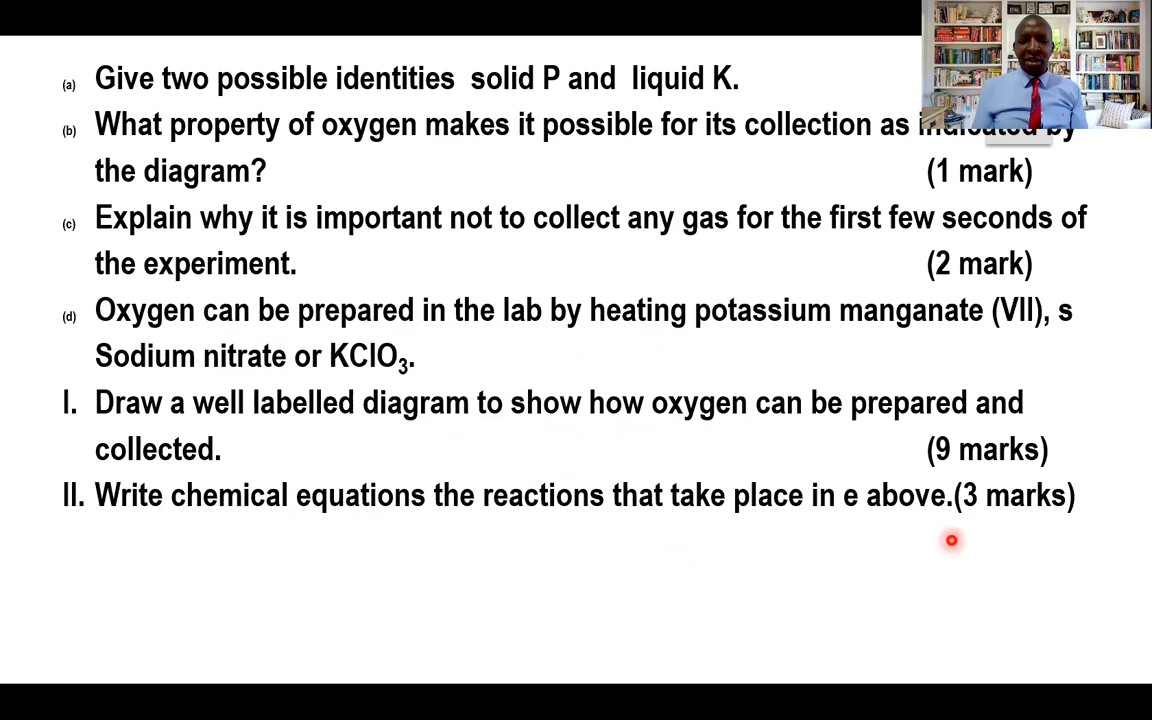 (a) Give two possible identities solid P and liquid K.
(b) What property of oxygen makes it possible for its collection as indicated by
the diagram? (1 mark)
(c) Explain why it is important not to collect any gas for the first few seconds of
the experiment. (2 mark)
(d) Oxygen can be prepared in the lab by heating potassium manganate (VII), s
Sodium nitrate or KClO₃.
I. Draw a well labelled diagram to show how oxygen can be prepared and
collected. (9 marks)
II. Write chemical equations the reactions that take place in e above.(3 marks)